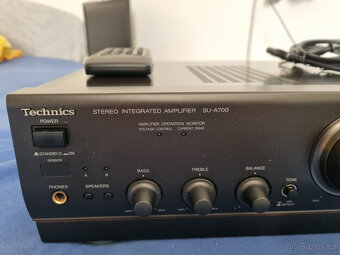 Technics
STEREO INTEGRATED AMPLIFIER SU-A700
POWER
AMPLIFIER OPERATION MONITOR
VOLTAGE CONTROL CURRENT DRIVE
STANDBY ON
SENSOR
A B
PHONES
SPEAKERS
BASS
TREBLE
BALANCE
TONE